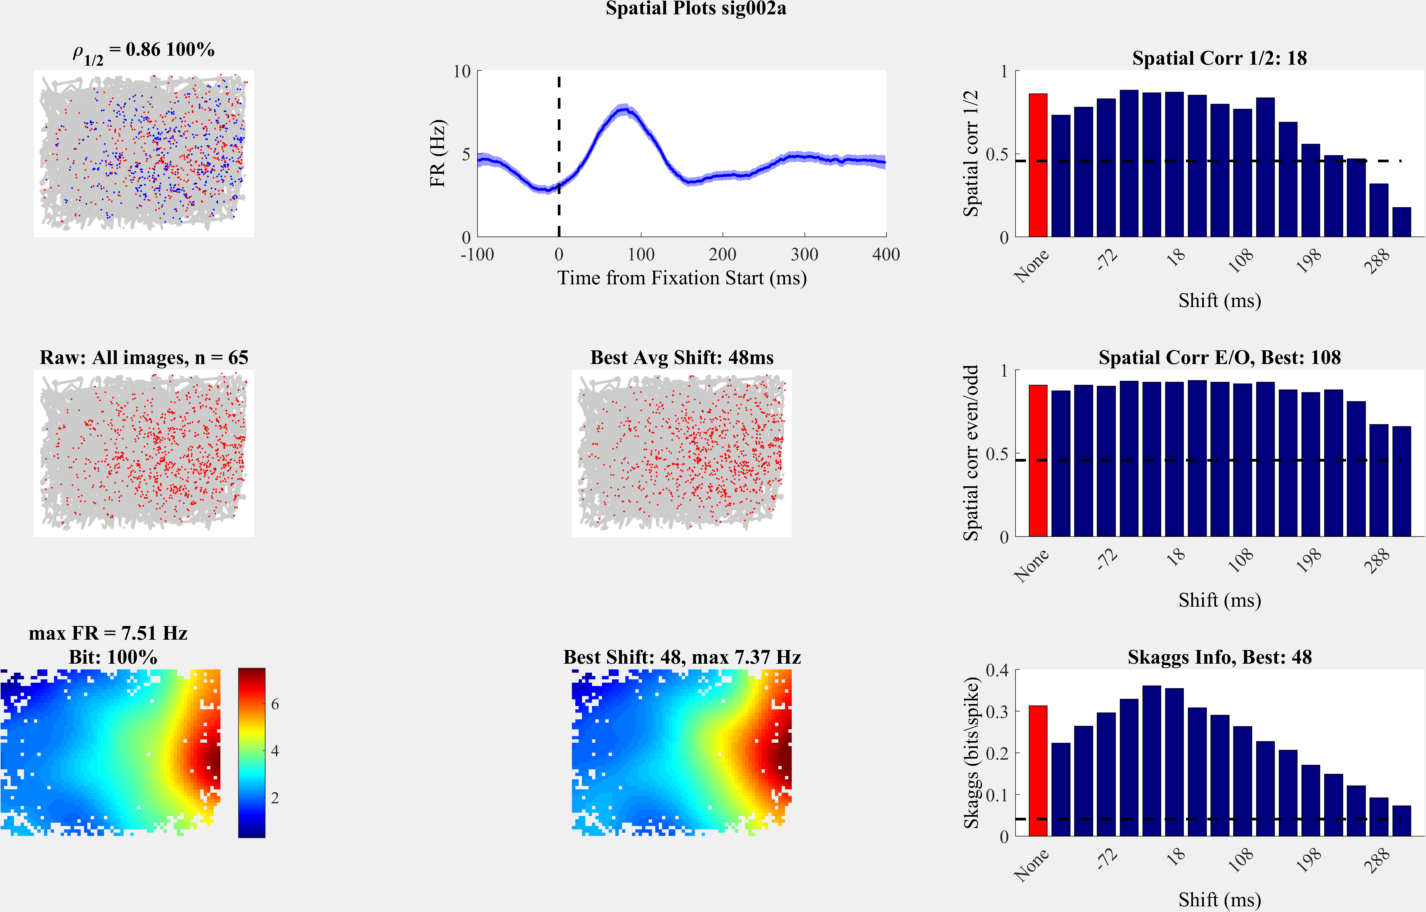 Spatial Plots sig002a
ρ1/2 = 0.86 100%
10
5
0
-100
0
100
200
300
400
FR (Hz)
Time from Fixation Start (ms)
Spatial Corr 1/2: 18
1
0.5
0
Spatial corr 1/2
None
-72
18
108
198
288
Shift (ms)
Raw: All images, n = 65
Best Avg Shift: 48ms
Spatial Corr E/O, Best: 108
1
0.5
0
Spatial corr even/odd
None
-72
18
108
198
288
Shift (ms)
max FR = 7.51 Hz
Bit: 100%
6
4
2
Best Shift: 48, max 7.37 Hz
Skaggs Info, Best: 48
0.4
0.3
0.2
0.1
0
Skaggs (bits\spike)
None
-72
18
108
198
288
Shift (ms)